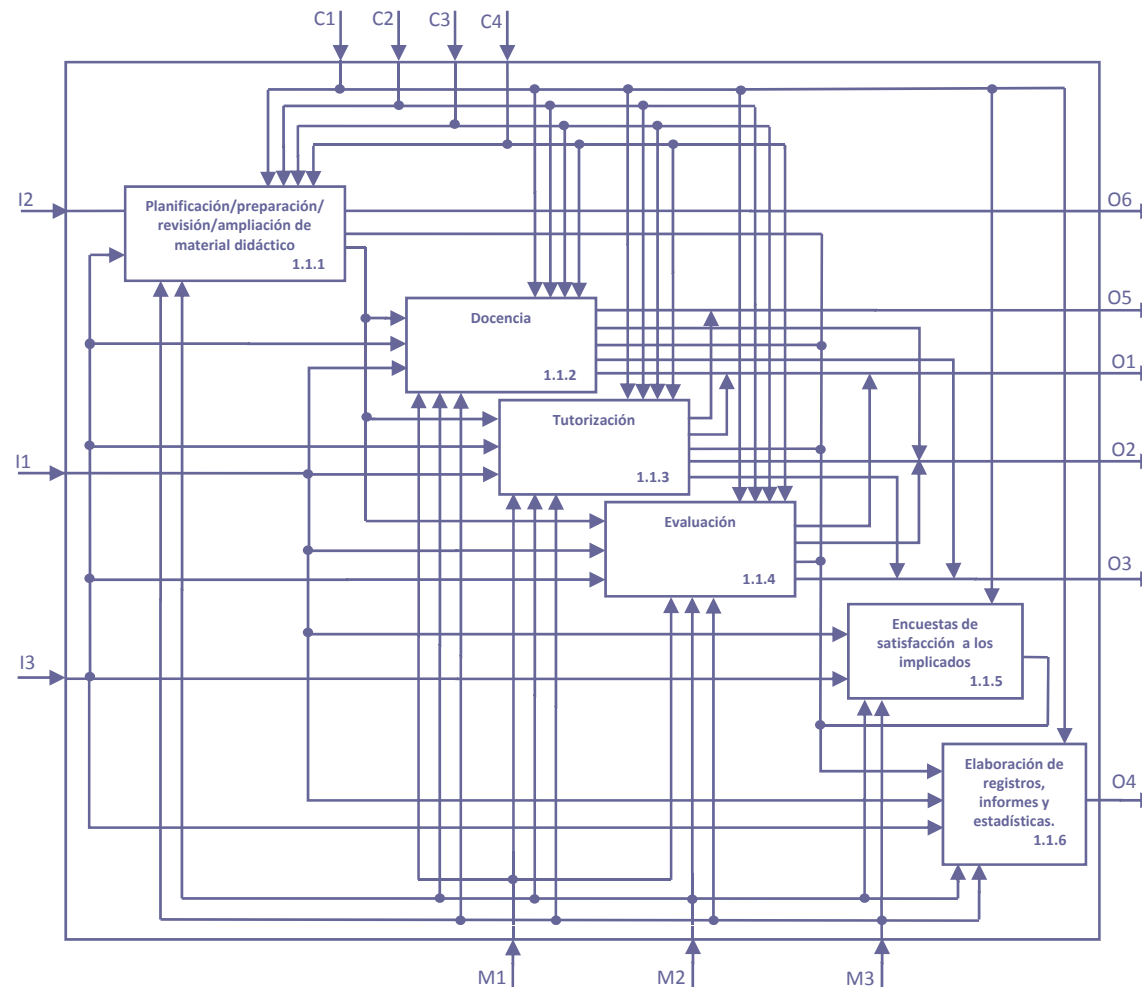 C1
C2
C3
C4
I2
Planificación/preparación/
revisión/ampliación de
material didáctico
1.1.1
O6
Docencia
1.1.2
O5
O1
Tutorización
1.1.3
I1
O2
Evaluación
1.1.4
O3
Encuestas de
satisfacción a los
implicados
1.1.5
I3
Elaboración de
registros,
informes y
estadísticas.
1.1.6
O4
M1
M2
M3